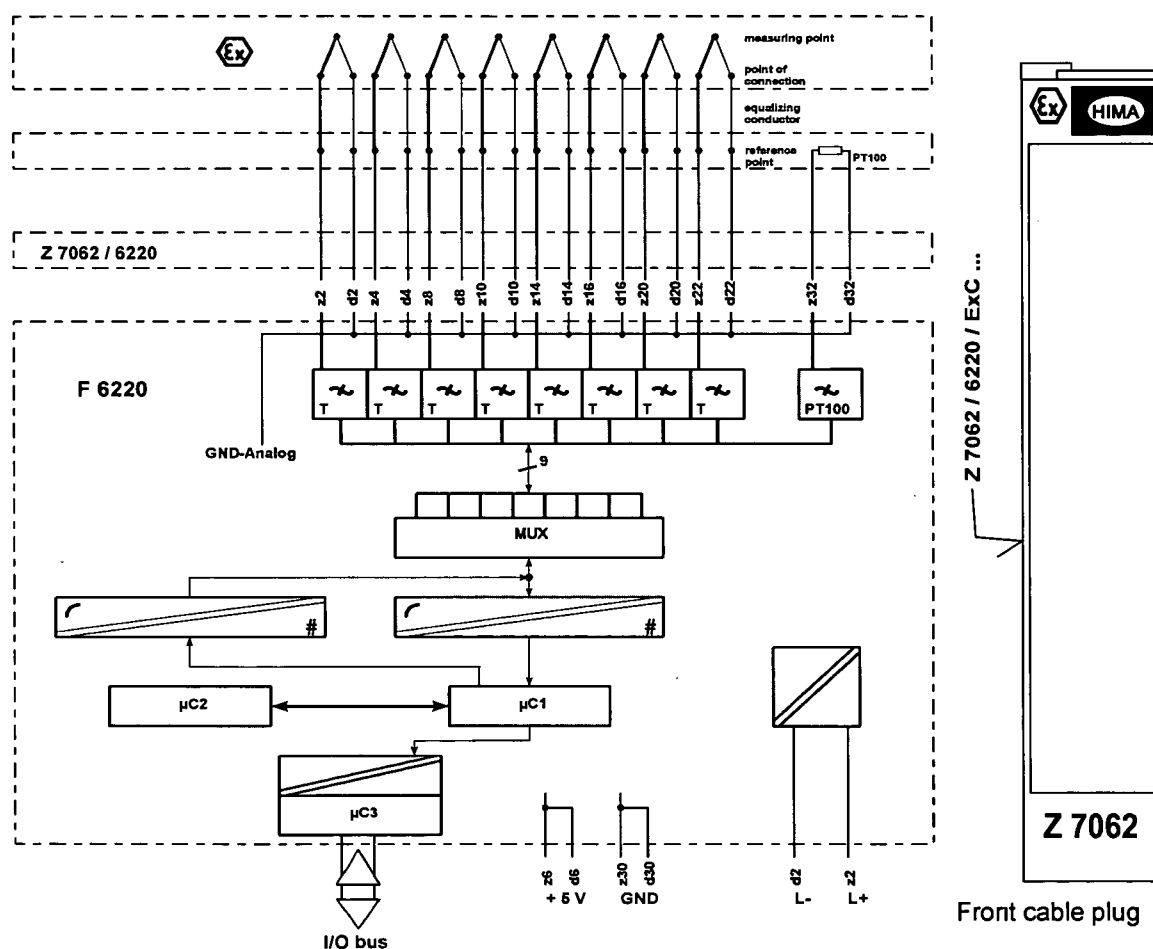 Ex
measuring point
point of
connection
equalizing
conductor
reference
point
PT100
Z 7062 / 6220
z2 d2 z4 d4 z8 d8 z10 d10 z14 d14 z16 d16 z20 d20 z22 d22 z32 d32
F 6220
T T T T T T T T PT100
GND-Analog
9
MUX
# #
µC2 µC1
µC3
z6 d6 z30 d30 d2 z2
+ 5 V GND L- L+
I/O bus
Ex HIMA
Z 7062 / 6220 / ExC ...
Z 7062
Front cable plug